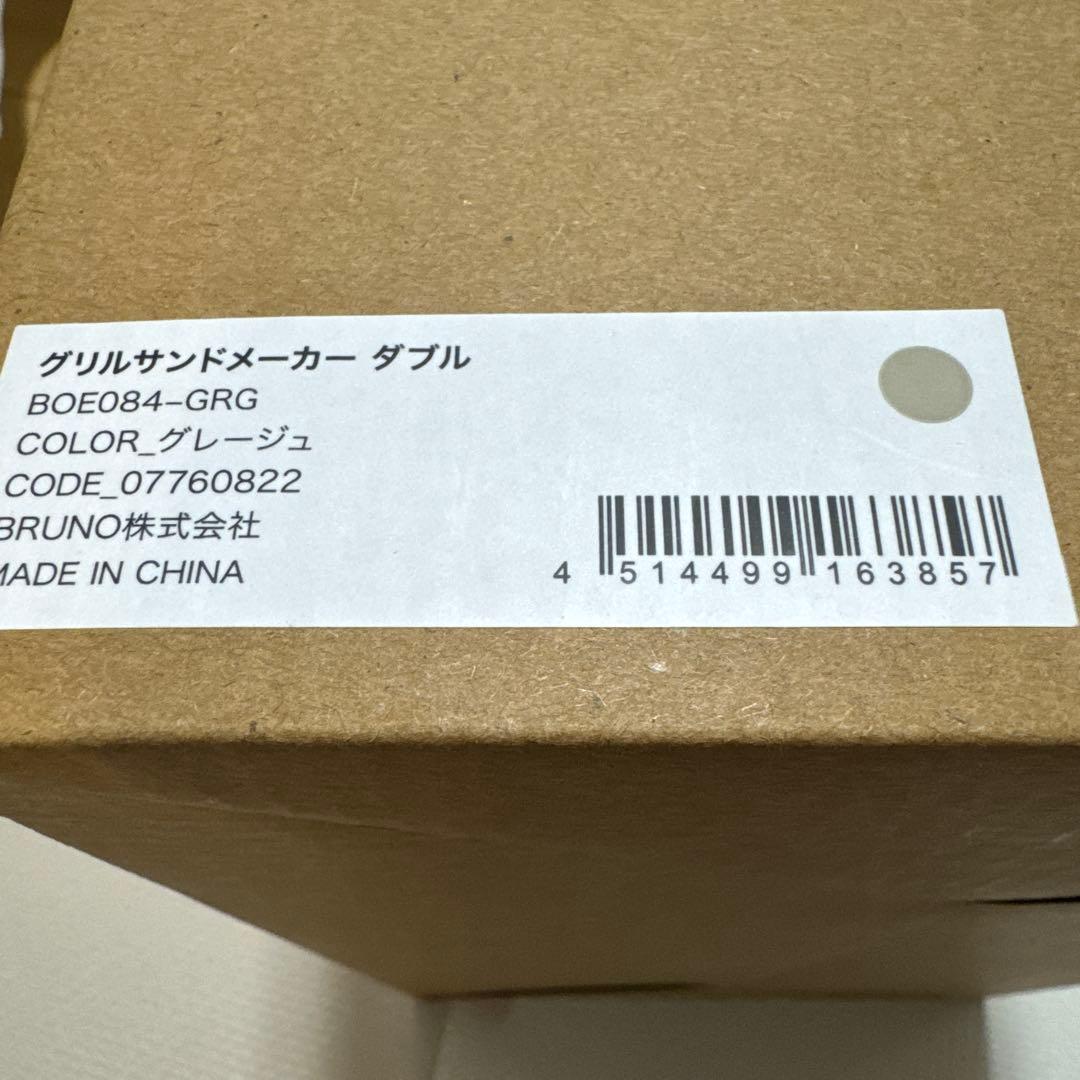 グリルサンドメーカー ダブル
BOE084-GRG
COLOR_グレージュ
CODE_07760822
BRUNO株式会社
MADE IN CHINA
4 514499 163857